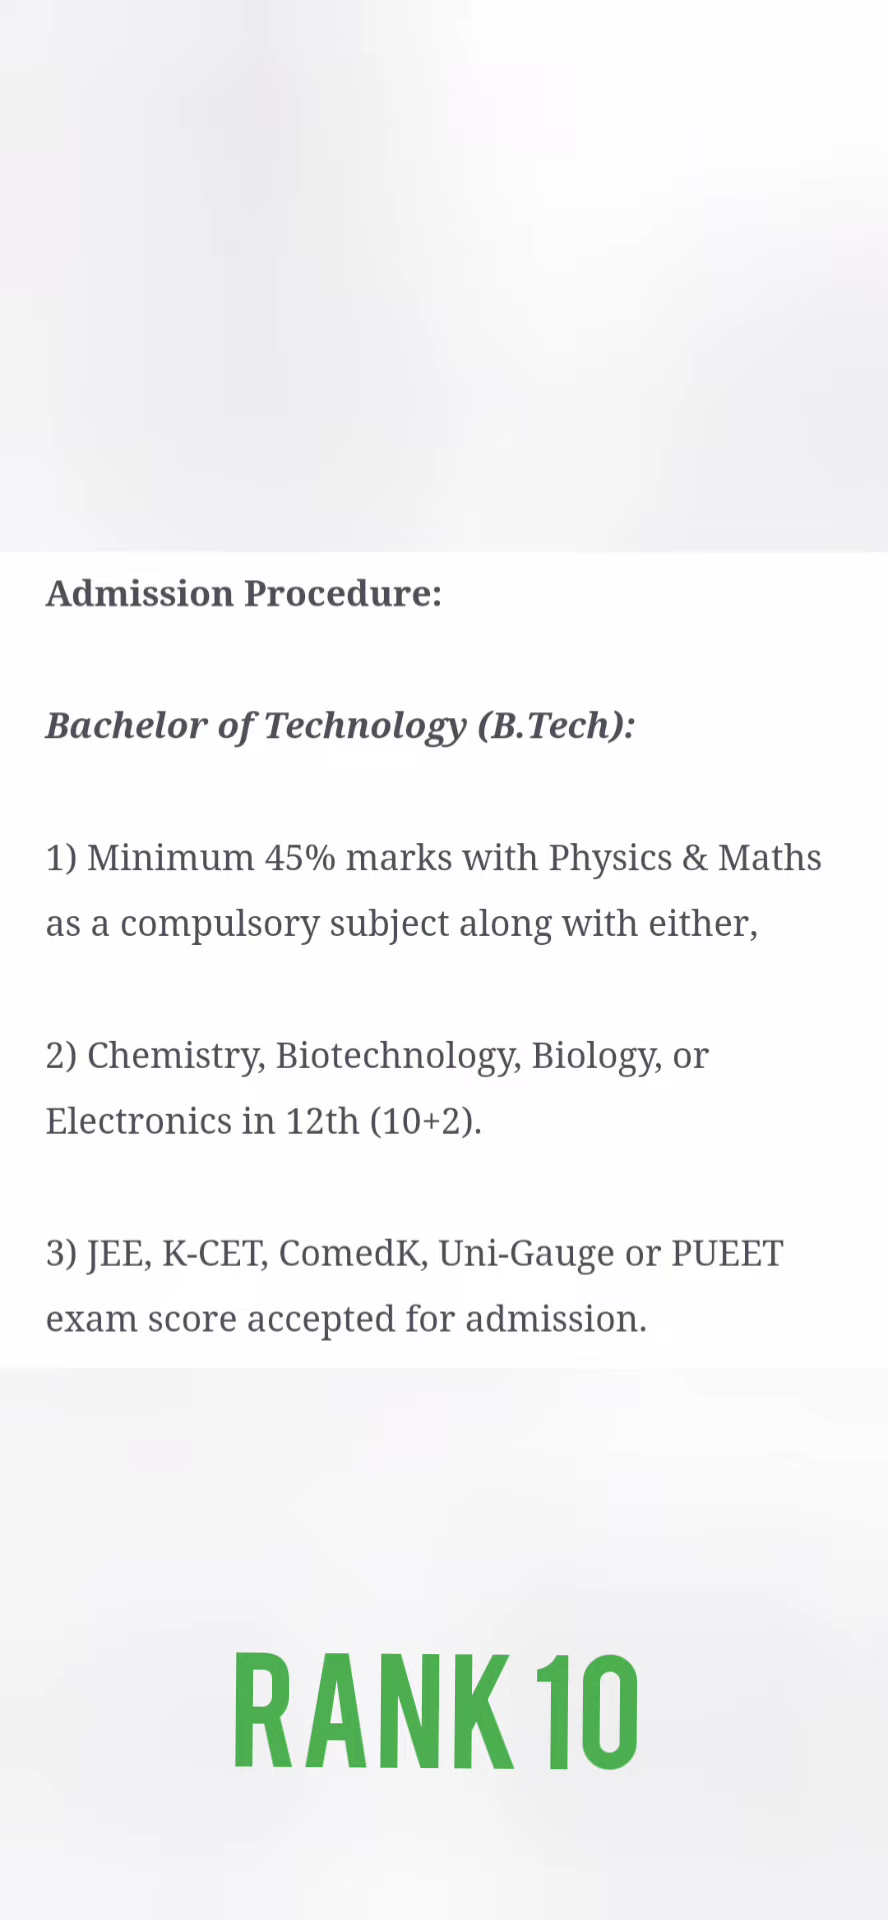 Admission Procedure:
Bachelor of Technology (B.Tech):
1) Minimum 45% marks with Physics & Maths
as a compulsory subject along with either,
2) Chemistry, Biotechnology, Biology, or
Electronics in 12th (10+2).
3) JEE, K-CET, ComedK, Uni-Gauge or PUEET
exam score accepted for admission.
RANK 10